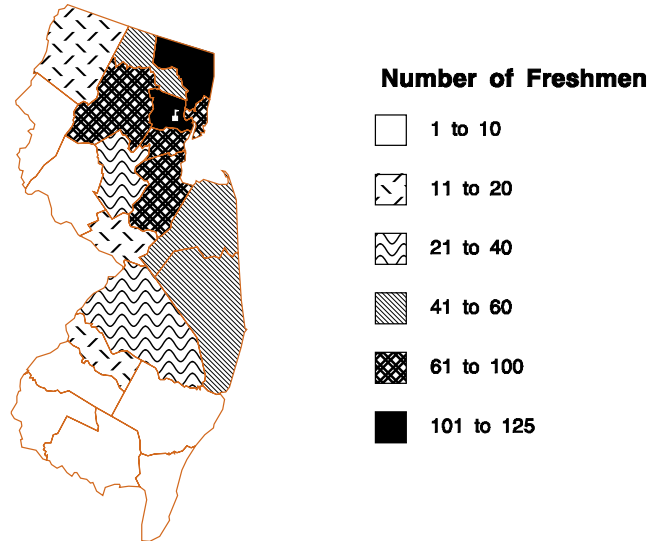 Number of Freshmen
1 to 10
11 to 20
21 to 40
41 to 60
61 to 100
101 to 125